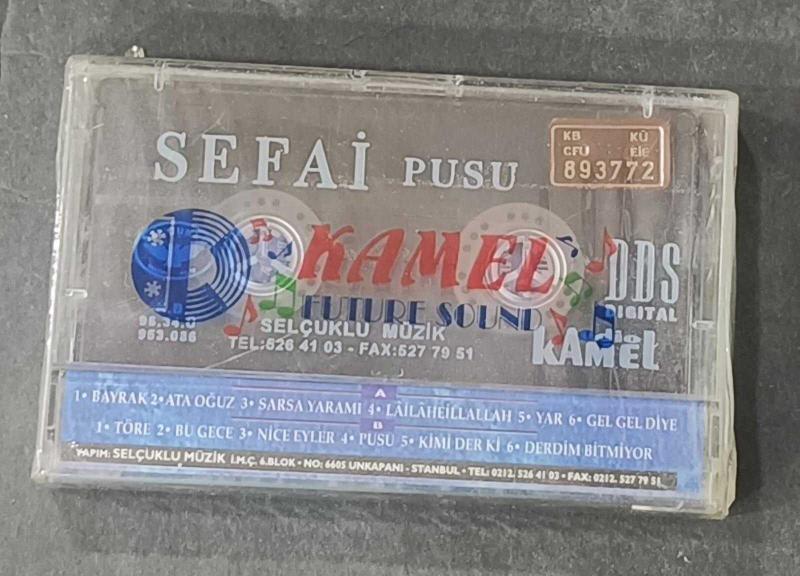 SEFAİ PUSU
KB KÜ
CFU EİE
893772
KAMEL
FUTURE SOUND
DDS
DIGITAL
KAMEL
96.34.Ü
953.086
SELÇUKLU MÜZİK
TEL:526 41 03 - FAX:527 79 51
A
1• BAYRAK 2•ATA OĞUZ 3• SARSA YARAMI 4• LÂİLÂHEİLLALLAH 5• YAR 6• GEL GEL DİYE
B
1• TÖRE 2• BU GECE 3• NİCE EYLER 4• PUSU 5• KİMİ DER Kİ 6• DERDİM BİTMİYOR
YAPIM: SELÇUKLU MÜZİK İ.M.Ç. 6.BLOK • NO: 6605 UNKAPANI - STANBUL • TEL: 0212. 526 41 03 • FAX: 0212. 527 79 51